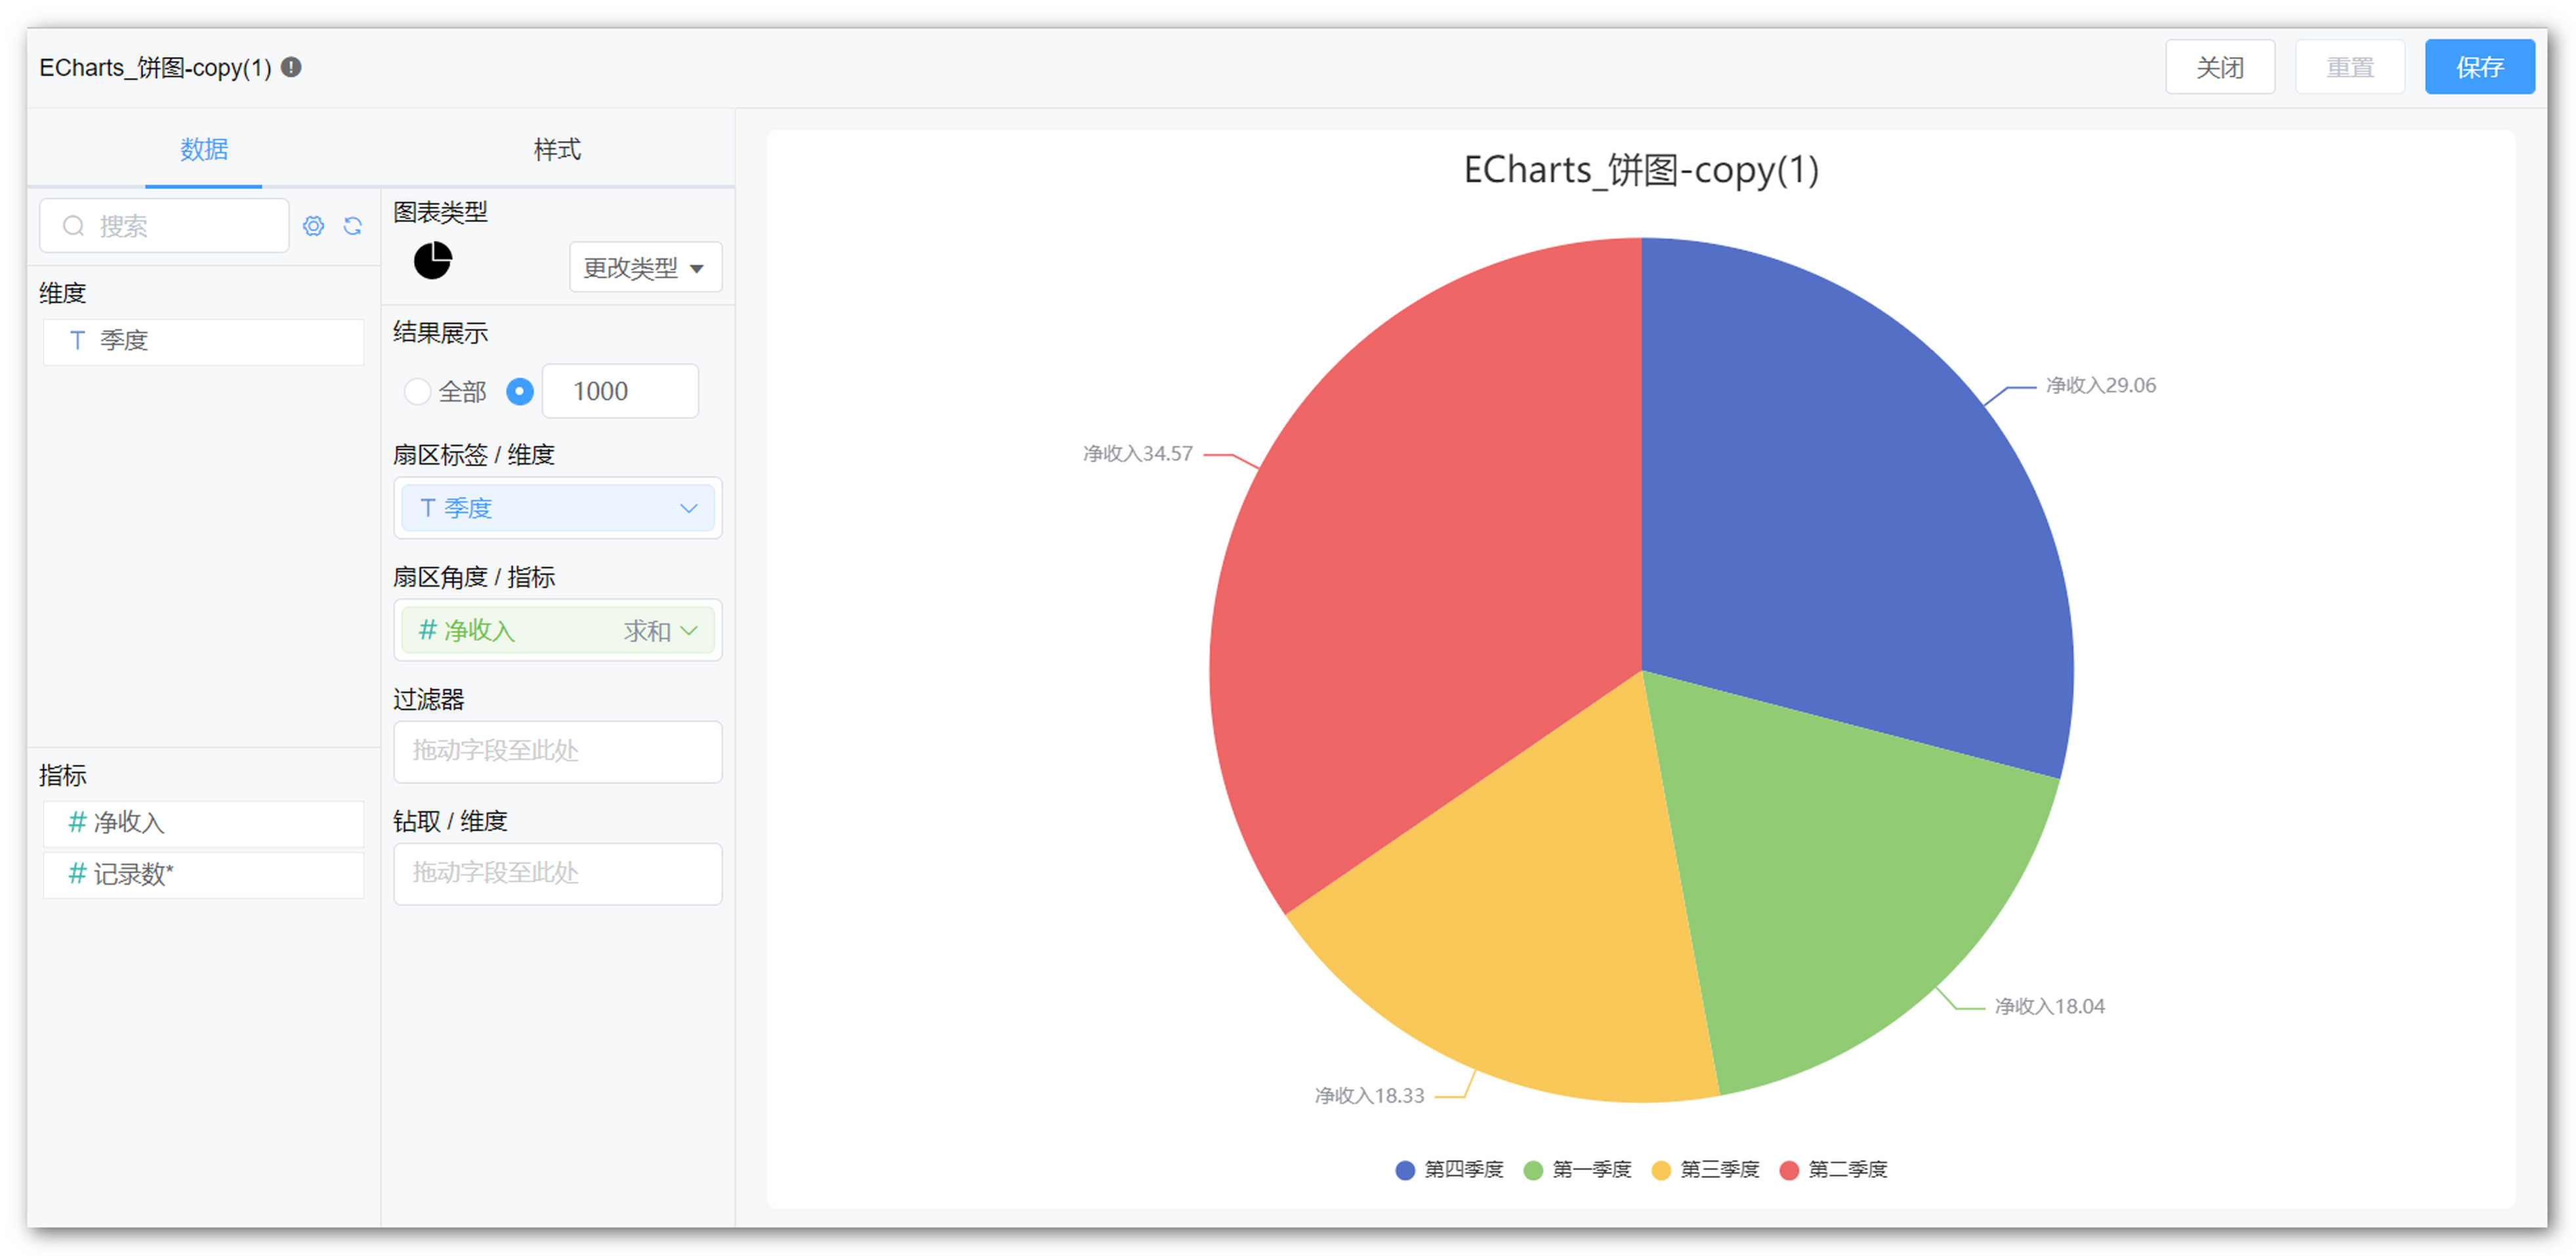 ECharts_饼图-copy(1)
关闭
重置
保存
数据
样式
搜索
维度
T 季度
指标
# 净收入
# 记录数*
图表类型
更改类型
结果展示
全部
1000
扇区标签 / 维度
T 季度
扇区角度 / 指标
# 净收入 求和
过滤器
拖动字段至此处
钻取 / 维度
拖动字段至此处
ECharts_饼图-copy(1)
净收入29.06
净收入34.57
净收入18.04
净收入18.33
第四季度 第一季度 第三季度 第二季度